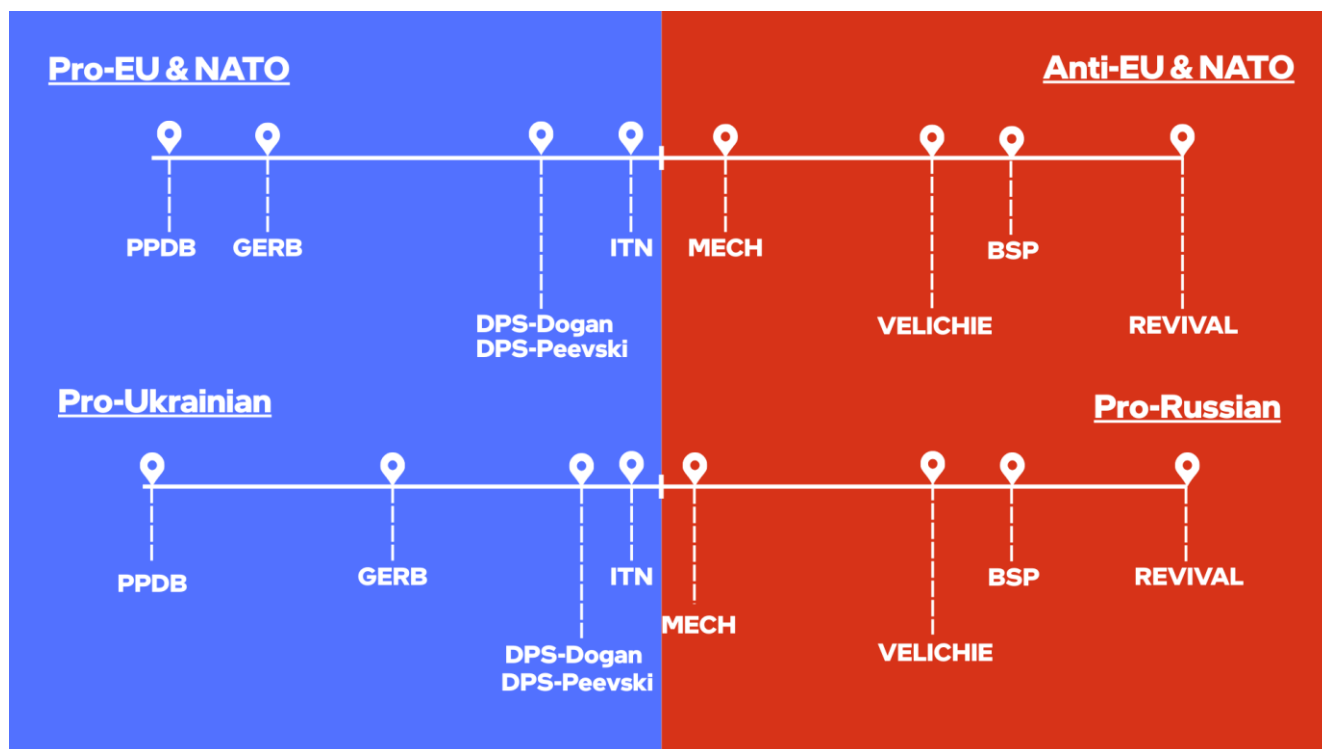 Pro-EU & NATO
Anti-EU & NATO
PPDB
GERB
ITN
MECH
BSP
DPS-Dogan
DPS-Peevski
VELICHIE
REVIVAL
Pro-Ukrainian
Pro-Russian
PPDB
GERB
ITN
BSP
REVIVAL
MECH
DPS-Dogan
DPS-Peevski
VELICHIE